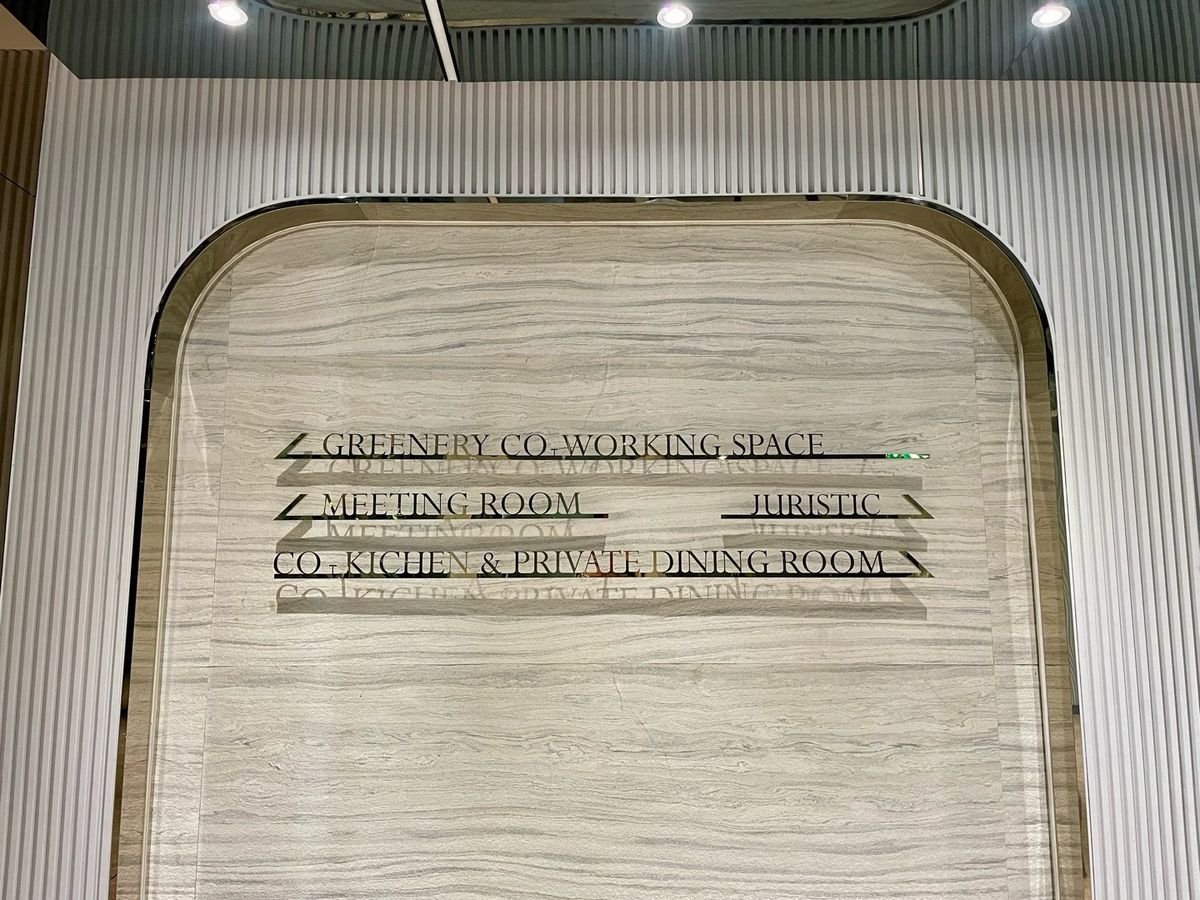 GREENERY CO-WORKING SPACE
MEETING ROOM JURISTIC
CO-KICHEN & PRIVATE DINING ROOM